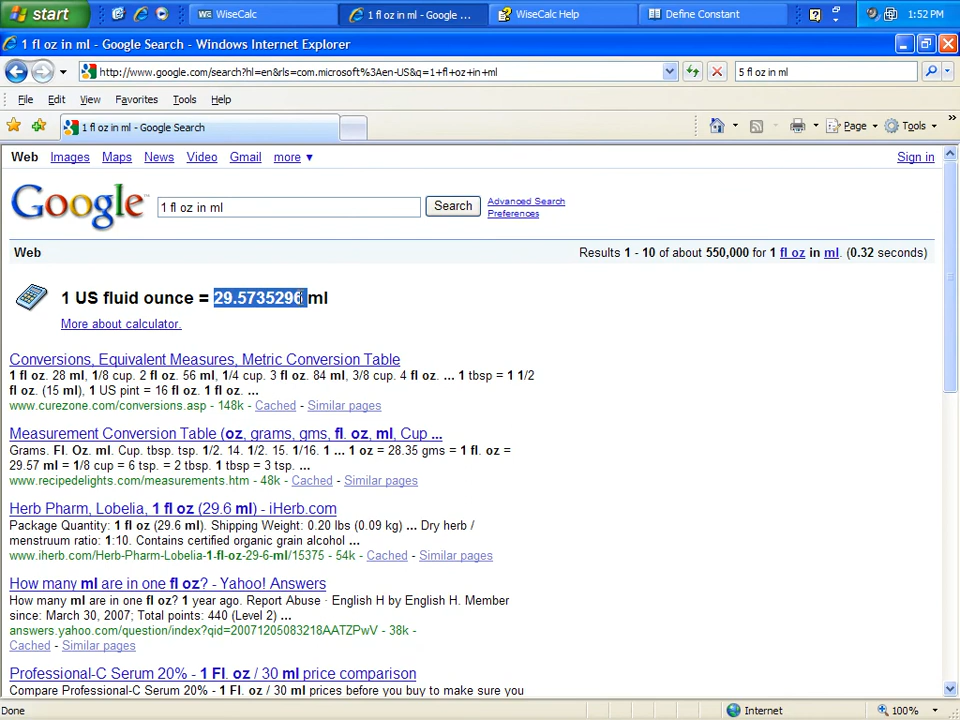 start
WiseCalc
1 fl oz in ml - Google ...
WiseCalc Help
Define Constant
1:52 PM
1 fl oz in ml - Google Search - Windows Internet Explorer
http://www.google.com/search?hl=en&rls=com.microsoft%3Aen-US&q=1+fl+oz+in+ml
5 fl oz in ml
File Edit View Favorites Tools Help
1 fl oz in ml - Google Search
Page Tools
Web Images Maps News Video Gmail more ▼
Sign in
Google™
1 fl oz in ml
Search
Advanced Search
Preferences
Web
Results 1 - 10 of about 550,000 for 1 fl oz in ml. (0.32 seconds)
1 US fluid ounce = 29.5735296 ml
More about calculator.
Conversions, Equivalent Measures, Metric Conversion Table
1 fl oz. 28 ml, 1/8 cup. 2 fl oz. 56 ml, 1/4 cup. 3 fl oz. 84 ml, 3/8 cup. 4 fl oz. ... 1 tbsp = 1 1/2
fl oz. (15 ml), 1 US pint = 16 fl oz. 1 fl oz. ...
www.curezone.com/conversions.asp - 148k - Cached - Similar pages
Measurement Conversion Table (oz, grams, gms, fl. oz, ml, Cup ...
Grams. Fl. Oz. ml. Cup. tbsp. tsp. 1/2. 14. 1/2. 15. 1/16. 1 ... 1 oz = 28.35 gms = 1 fl. oz =
29.57 ml = 1/8 cup = 6 tsp. = 2 tbsp. 1 tbsp = 3 tsp. ...
www.recipedelights.com/measurements.htm - 48k - Cached - Similar pages
Herb Pharm, Lobelia, 1 fl oz (29.6 ml) - iHerb.com
Package Quantity: 1 fl oz (29.6 ml). Shipping Weight: 0.20 lbs (0.09 kg) ... Dry herb /
menstruum ratio: 1:10. Contains certified organic grain alcohol ...
www.iherb.com/Herb-Pharm-Lobelia-1-fl-oz-29-6-ml/15375 - 54k - Cached - Similar pages
How many ml are in one fl oz? - Yahoo! Answers
How many ml are in one fl oz? 1 year ago. Report Abuse · English H by English H. Member
since: March 30, 2007; Total points: 440 (Level 2) ...
answers.yahoo.com/question/index?qid=20071205083218AATZPwV - 38k -
Cached - Similar pages
Professional-C Serum 20% - 1 Fl. oz / 30 ml price comparison
Compare Professional-C Serum 20% - 1 Fl. oz / 30 ml prices before you buy to make sure you
Done
Internet
100%